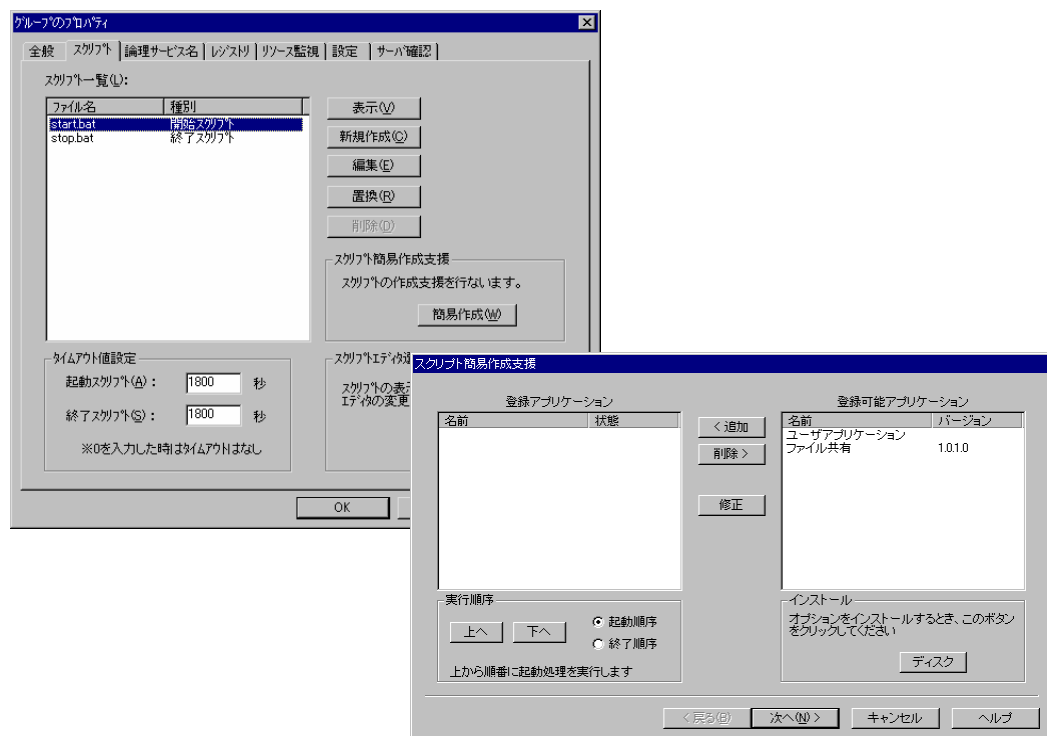 グループのプロパティ
全般 スクリプト 論理サービス名 レジストリ リソース監視 設定 サーバ確認
スクリプト一覧(L):
ファイル名 種別
start.bat 開始スクリプト
stop.bat 終了スクリプト
表示(V)
新規作成(C)
編集(E)
置換(R)
削除(D)
スクリプト簡易作成支援
スクリプトの作成支援を行ないます。
簡易作成(W)
タイムアウト値設定
起動スクリプト(A): 1800 秒
終了スクリプト(S): 1800 秒
※0を入力した時はタイムアウトはなし
スクリプトエディタ
スクリプトの表示
エディタの変更
OK
スクリプト簡易作成支援
登録アプリケーション
名前 状態
< 追加
削除 >
修正
登録可能アプリケーション
名前 バージョン
ユーザアプリケーション
ファイル共有 1.0.1.0
実行順序
上へ 下へ
起動順序
終了順序
上から順番に起動処理を実行します
インストール
オプションをインストールするとき、このボタン
をクリックしてください
ディスク
< 戻る(B) 次へ(N) > キャンセル ヘルプ